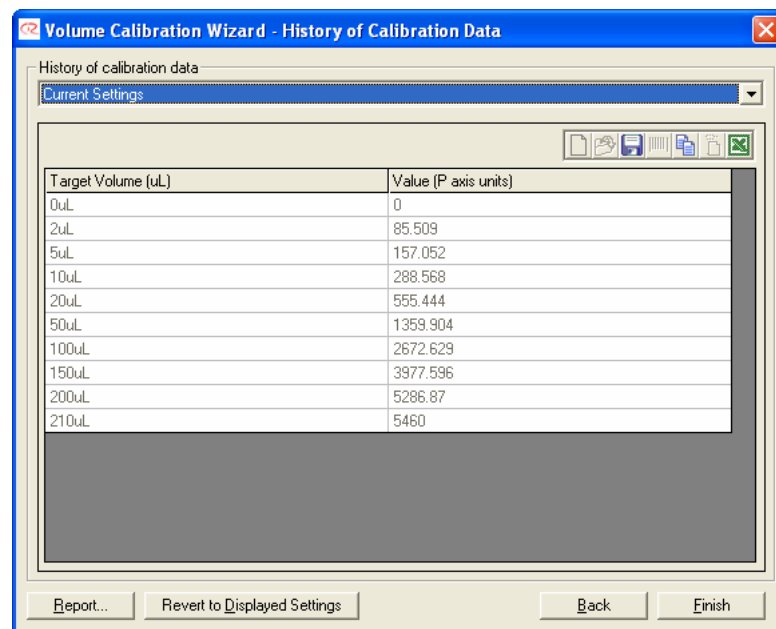 Volume Calibration Wizard - History of Calibration Data
History of calibration data
Current Settings
Target Volume (uL) Value (P axis units)
0uL 0
2uL 85.509
5uL 157.052
10uL 288.568
20uL 555.444
50uL 1359.904
100uL 2672.629
150uL 3977.596
200uL 5286.87
210uL 5460
Report... Revert to Displayed Settings Back Finish